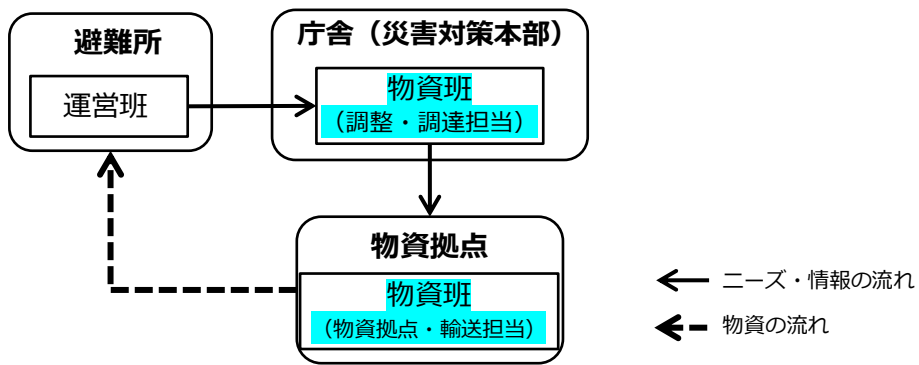 避難所
運営班
庁舎（災害対策本部）
物資班
（調整・調達担当）
物資拠点
物資班
（物資拠点・輸送担当）
ニーズ・情報の流れ
物資の流れ